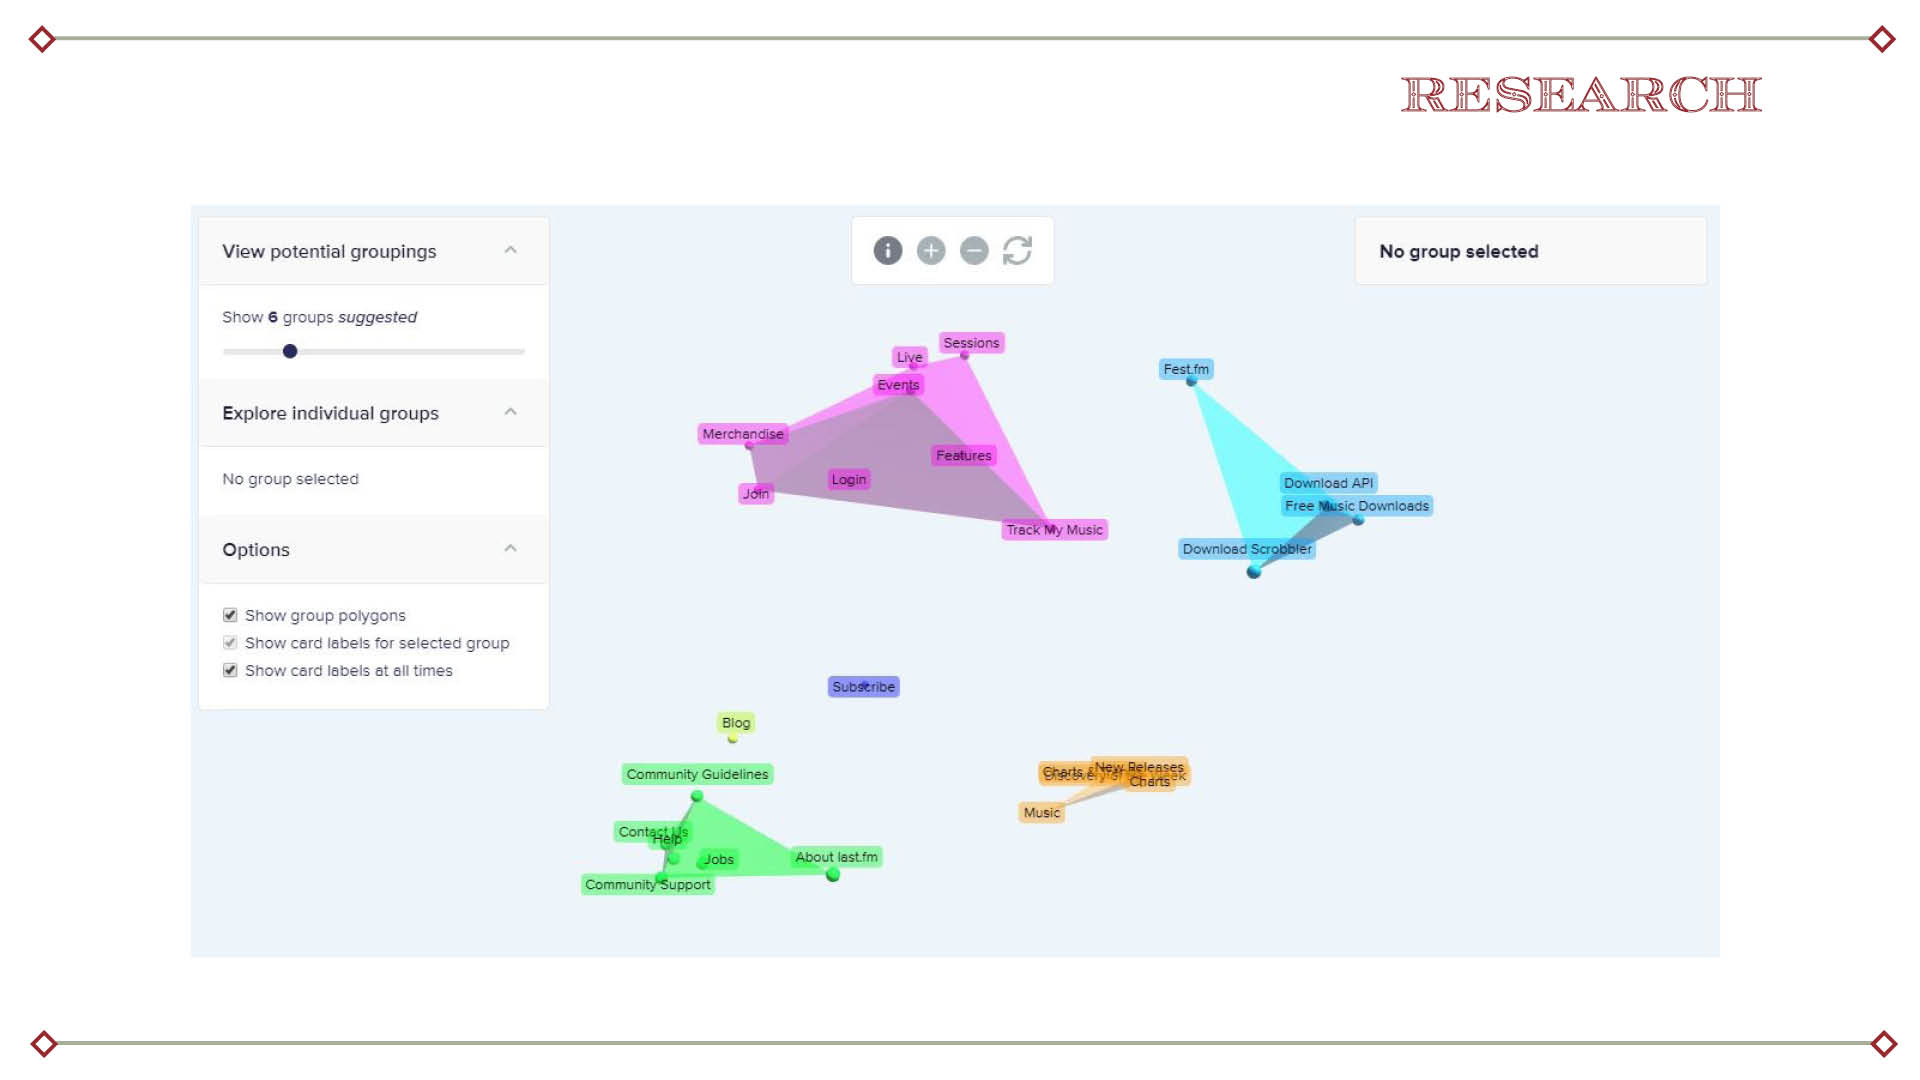 RESEARCH
View potential groupings
No group selected
Show 6 groups suggested
Explore individual groups
No group selected
Options
Show group polygons
Show card labels for selected group
Show card labels at all times
Sessions
Live
Events
Merchandise
Features
Login
Join
Track My Music
Fest.fm
Download API
Free Music Downloads
Download Scrobbler
Subscribe
Blog
Community Guidelines
Contact Us
Help
Jobs
About last.fm
Community Support
New Releases
Charts &
Discovery
Charts
Music